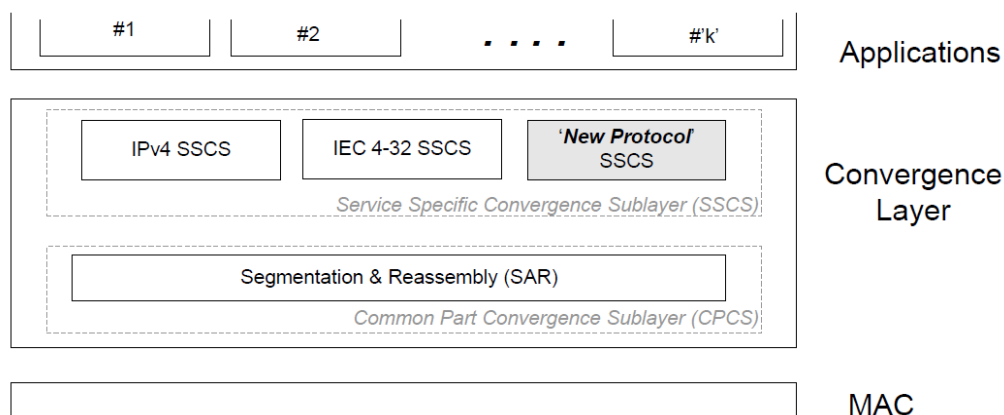 #1
#2
. . . .
#'k'
Applications
IPv4 SSCS
IEC 4-32 SSCS
'New Protocol'
SSCS
Service Specific Convergence Sublayer (SSCS)
Convergence
Layer
Segmentation & Reassembly (SAR)
Common Part Convergence Sublayer (CPCS)
MAC